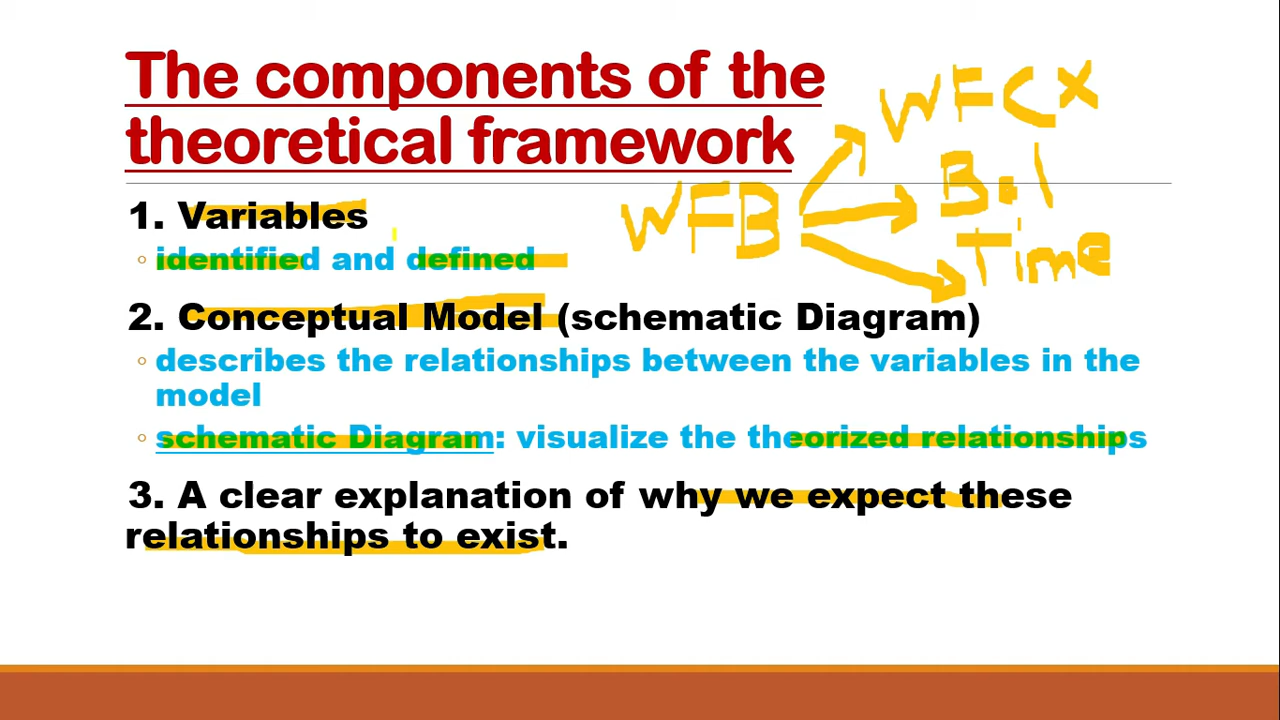 The components of the
theoretical framework
WFCX
WFB
Time
1. Variables
◦ identified and defined
2. Conceptual Model (schematic Diagram)
◦ describes the relationships between the variables in the
model
◦ schematic Diagram: visualize the theorized relationships
3. A clear explanation of why we expect these
relationships to exist.